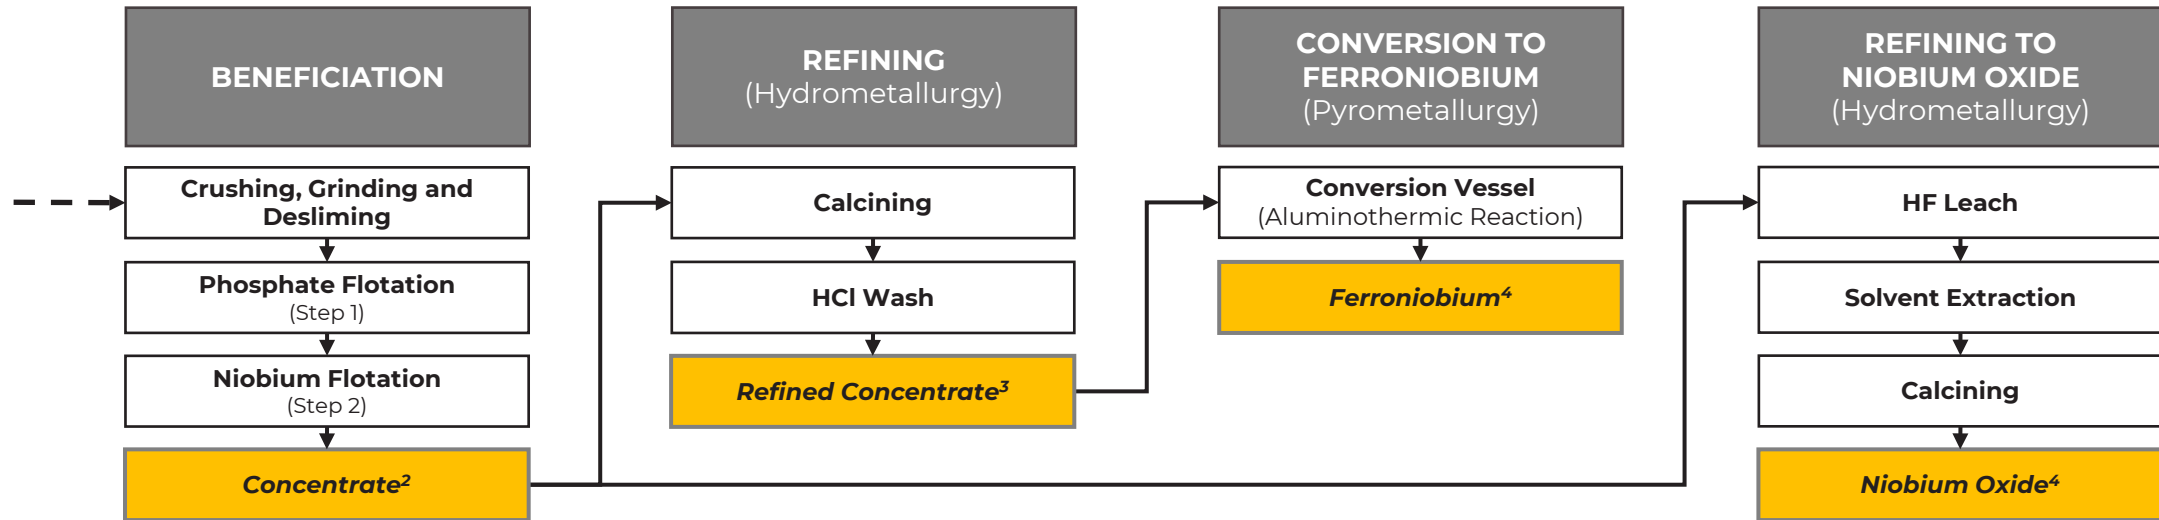 BENEFICIATION
Crushing, Grinding and
Desliming
Phosphate Flotation
(Step 1)
Niobium Flotation
(Step 2)
Concentrate²
REFINING
(Hydrometallurgy)
Calcining
HCl Wash
Refined Concentrate³
CONVERSION TO
FERRONIOBIUM
(Pyrometallurgy)
Conversion Vessel
(Aluminothermic Reaction)
Ferroniobium⁴
REFINING TO
NIOBIUM OXIDE
(Hydrometallurgy)
HF Leach
Solvent Extraction
Calcining
Niobium Oxide⁴